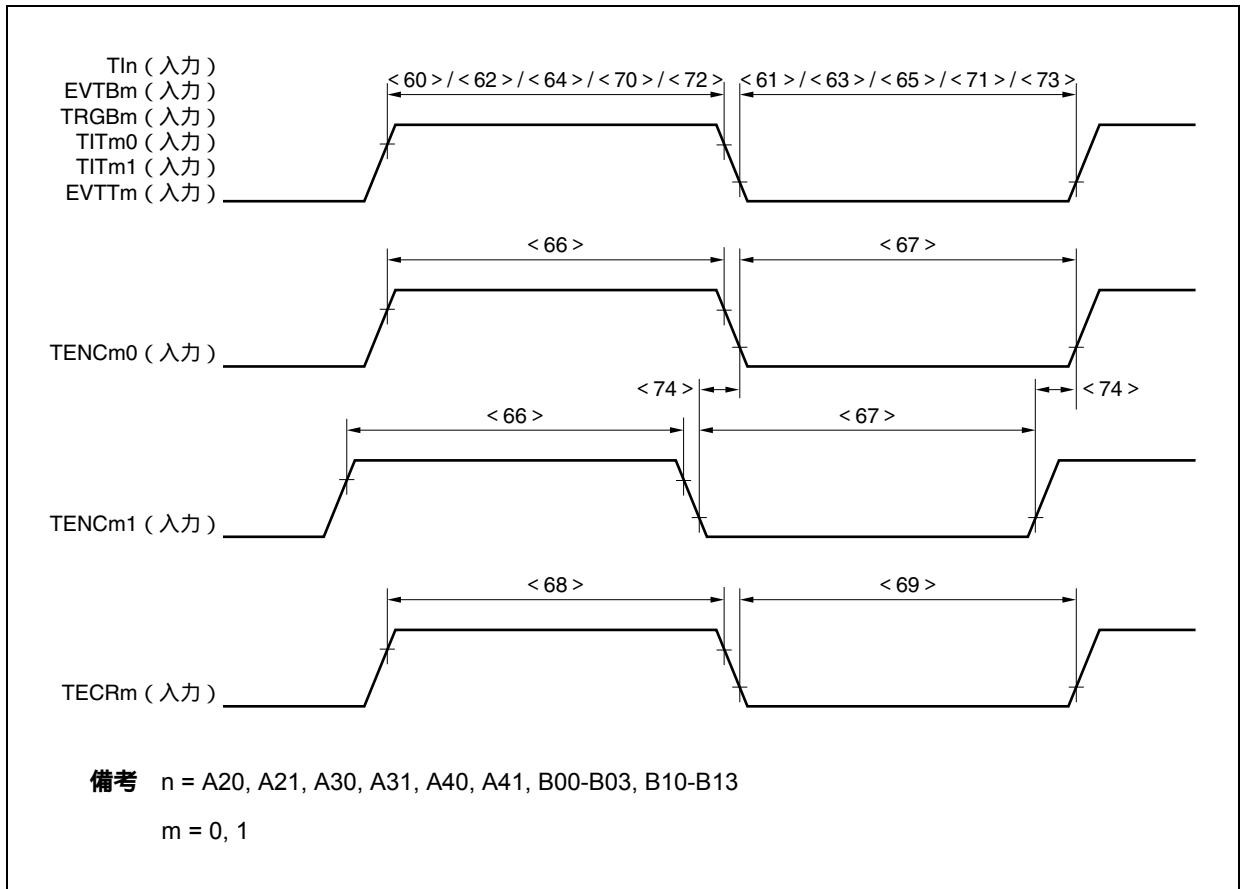 TIn（入力）
EVTBm（入力）
TRGBm（入力）
TITm0（入力）
TITm1（入力）
EVTTm（入力）
<60>/<62>/<64>/<70>/<72> <61>/<63>/<65>/<71>/<73>
<66> <67>
TENCm0（入力）
<74> <74>
<66> <67>
TENCm1（入力）
<68> <69>
TECRm（入力）
備考 n = A20, A21, A30, A31, A40, A41, B00-B03, B10-B13
m = 0, 1